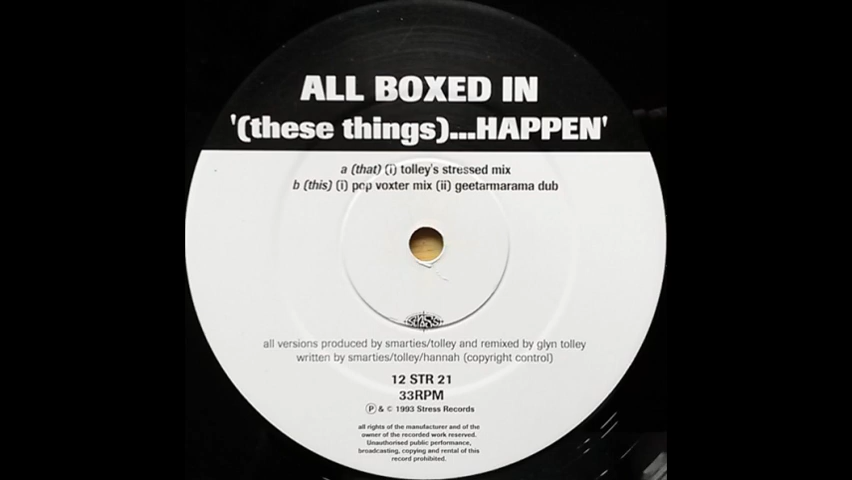 ALL BOXED IN
'(these things)...HAPPEN'
a (that) (i) tolley's stressed mix
b (this) (i) pop voxter mix (ii) geetarmarama dub
stress
all versions produced by smarties/tolley and remixed by glyn tolley
written by smarties/tolley/hannah (copyright control)
12 STR 21
33RPM
Ⓟ & © 1993 Stress Records
all rights of the manufacturer and of the
owner of the recorded work reserved.
Unauthorised public performance,
broadcasting, copying and rental of this
record prohibited.